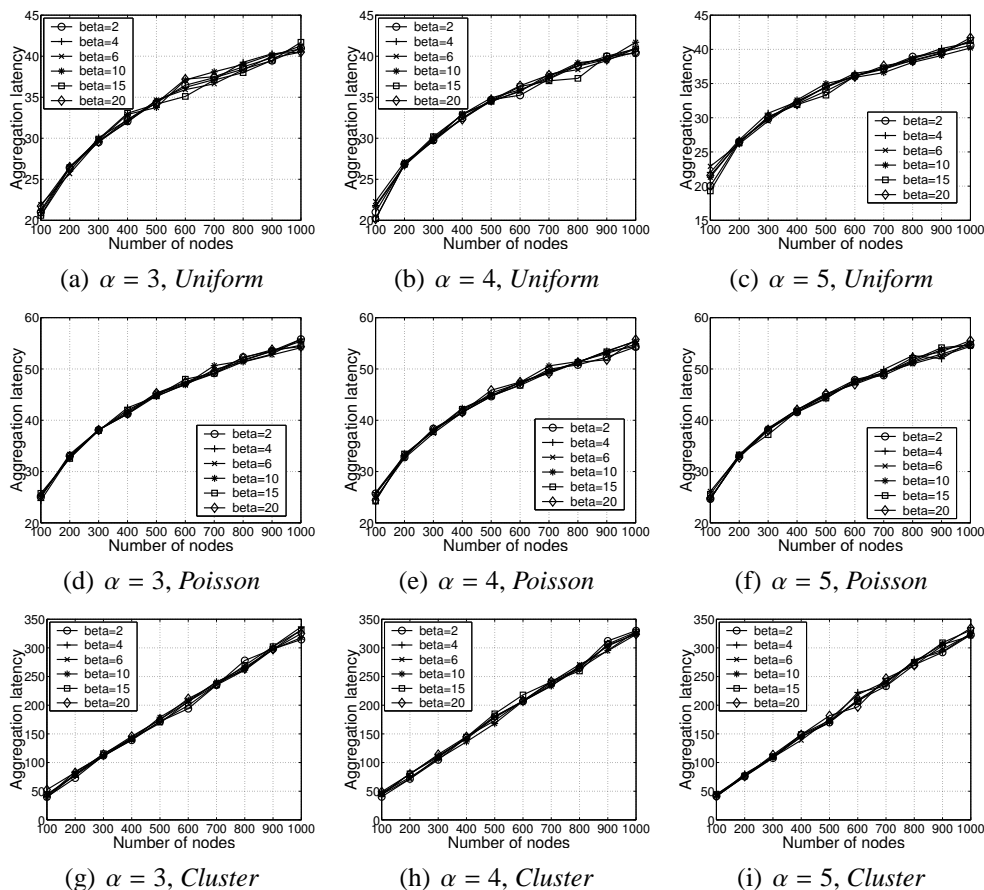 Aggregation latency
45
40
35
30
25
20
beta=2
beta=4
beta=6
beta=10
beta=15
beta=20
100 200 300 400 500 600 700 800 900 1000
Number of nodes
(a) α = 3, Uniform
Aggregation latency
45
40
35
30
25
20
beta=2
beta=4
beta=6
beta=10
beta=15
beta=20
100 200 300 400 500 600 700 800 900 1000
Number of nodes
(b) α = 4, Uniform
Aggregation latency
45
40
35
30
25
20
15
beta=2
beta=4
beta=6
beta=10
beta=15
beta=20
100 200 300 400 500 600 700 800 900 1000
Number of nodes
(c) α = 5, Uniform
Aggregation latency
60
50
40
30
20
beta=2
beta=4
beta=6
beta=10
beta=15
beta=20
100 200 300 400 500 600 700 800 900 1000
Number of nodes
(d) α = 3, Poisson
Aggregation latency
60
50
40
30
20
beta=2
beta=4
beta=6
beta=10
beta=15
beta=20
100 200 300 400 500 600 700 800 900 1000
Number of nodes
(e) α = 4, Poisson
Aggregation latency
60
50
40
30
20
beta=2
beta=4
beta=6
beta=10
beta=15
beta=20
100 200 300 400 500 600 700 800 900 1000
Number of nodes
(f) α = 5, Poisson
Aggregation latency
350
300
250
200
150
100
50
0
beta=2
beta=4
beta=6
beta=10
beta=15
beta=20
100 200 300 400 500 600 700 800 900 1000
Number of nodes
(g) α = 3, Cluster
Aggregation latency
350
300
250
200
150
100
50
0
beta=2
beta=4
beta=6
beta=10
beta=15
beta=20
100 200 300 400 500 600 700 800 900 1000
Number of nodes
(h) α = 4, Cluster
Aggregation latency
350
300
250
200
150
100
50
0
beta=2
beta=4
beta=6
beta=10
beta=15
beta=20
100 200 300 400 500 600 700 800 900 1000
Number of nodes
(i) α = 5, Cluster